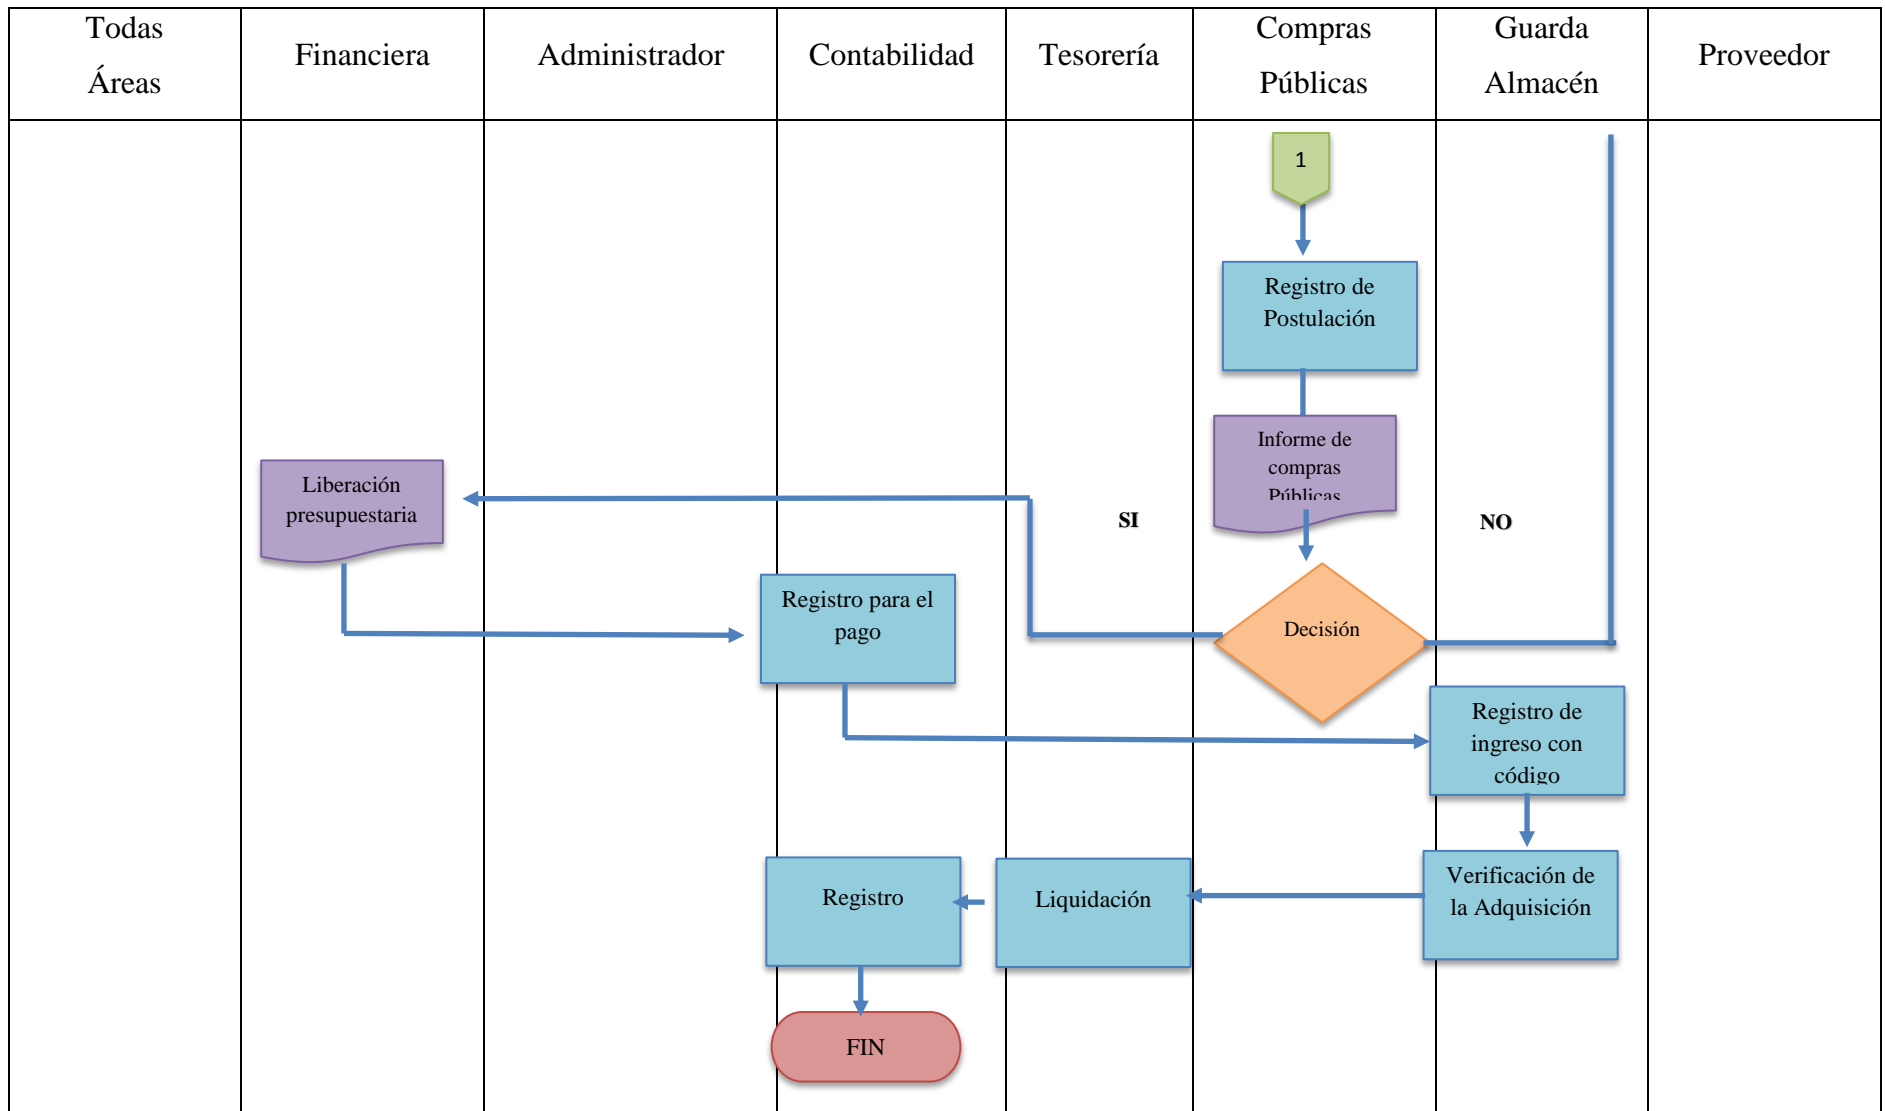 Todas
Áreas
Financiera
Administrador
Contabilidad
Tesorería
Compras
Públicas
Guarda
Almacén
Proveedor
1
Registro de
Postulación
Informe de
compras
Públicas
Liberación
presupuestaria
SI
NO
Registro para el
pago
Decisión
Registro de
ingreso con
código
Registro
Liquidación
Verificación de
la Adquisición
FIN